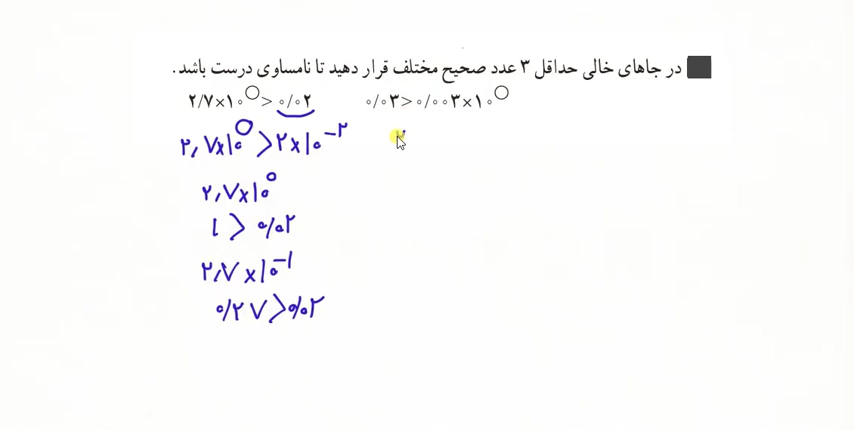 در جاهای خالی حداقل ۳ عدد صحیح مختلف قرار دهید تا نامساوی درست باشد.
۲/۷×۱۰^○ > ۰/۰۲    ۰/۰۳ > ۰/۰۰۳×۱۰^○
۲,۷×۱۰^○ > ۲×۱۰^-۲
۲,۷×۱۰^۰
۱ > ۰/۰۲
۲,۷×۱۰^-۱
۰/۲۷ > ۰/۰۲